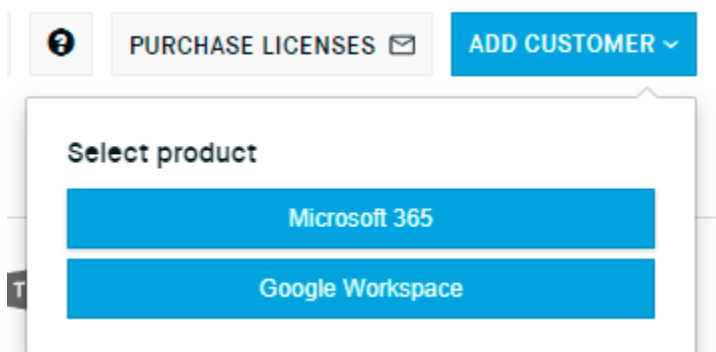 ? PURCHASE LICENSES ADD CUSTOMER
Select product
Microsoft 365
Google Workspace
T